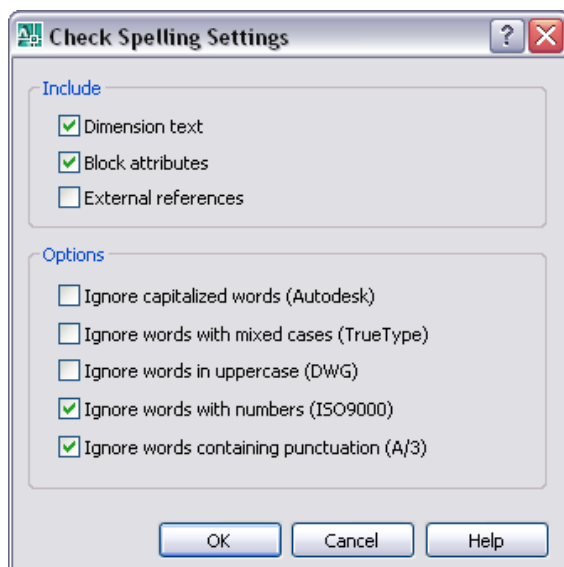 Check Spelling Settings
Include
Dimension text
Block attributes
External references
Options
Ignore capitalized words (Autodesk)
Ignore words with mixed cases (TrueType)
Ignore words in uppercase (DWG)
Ignore words with numbers (ISO9000)
Ignore words containing punctuation (A/3)
OK Cancel Help